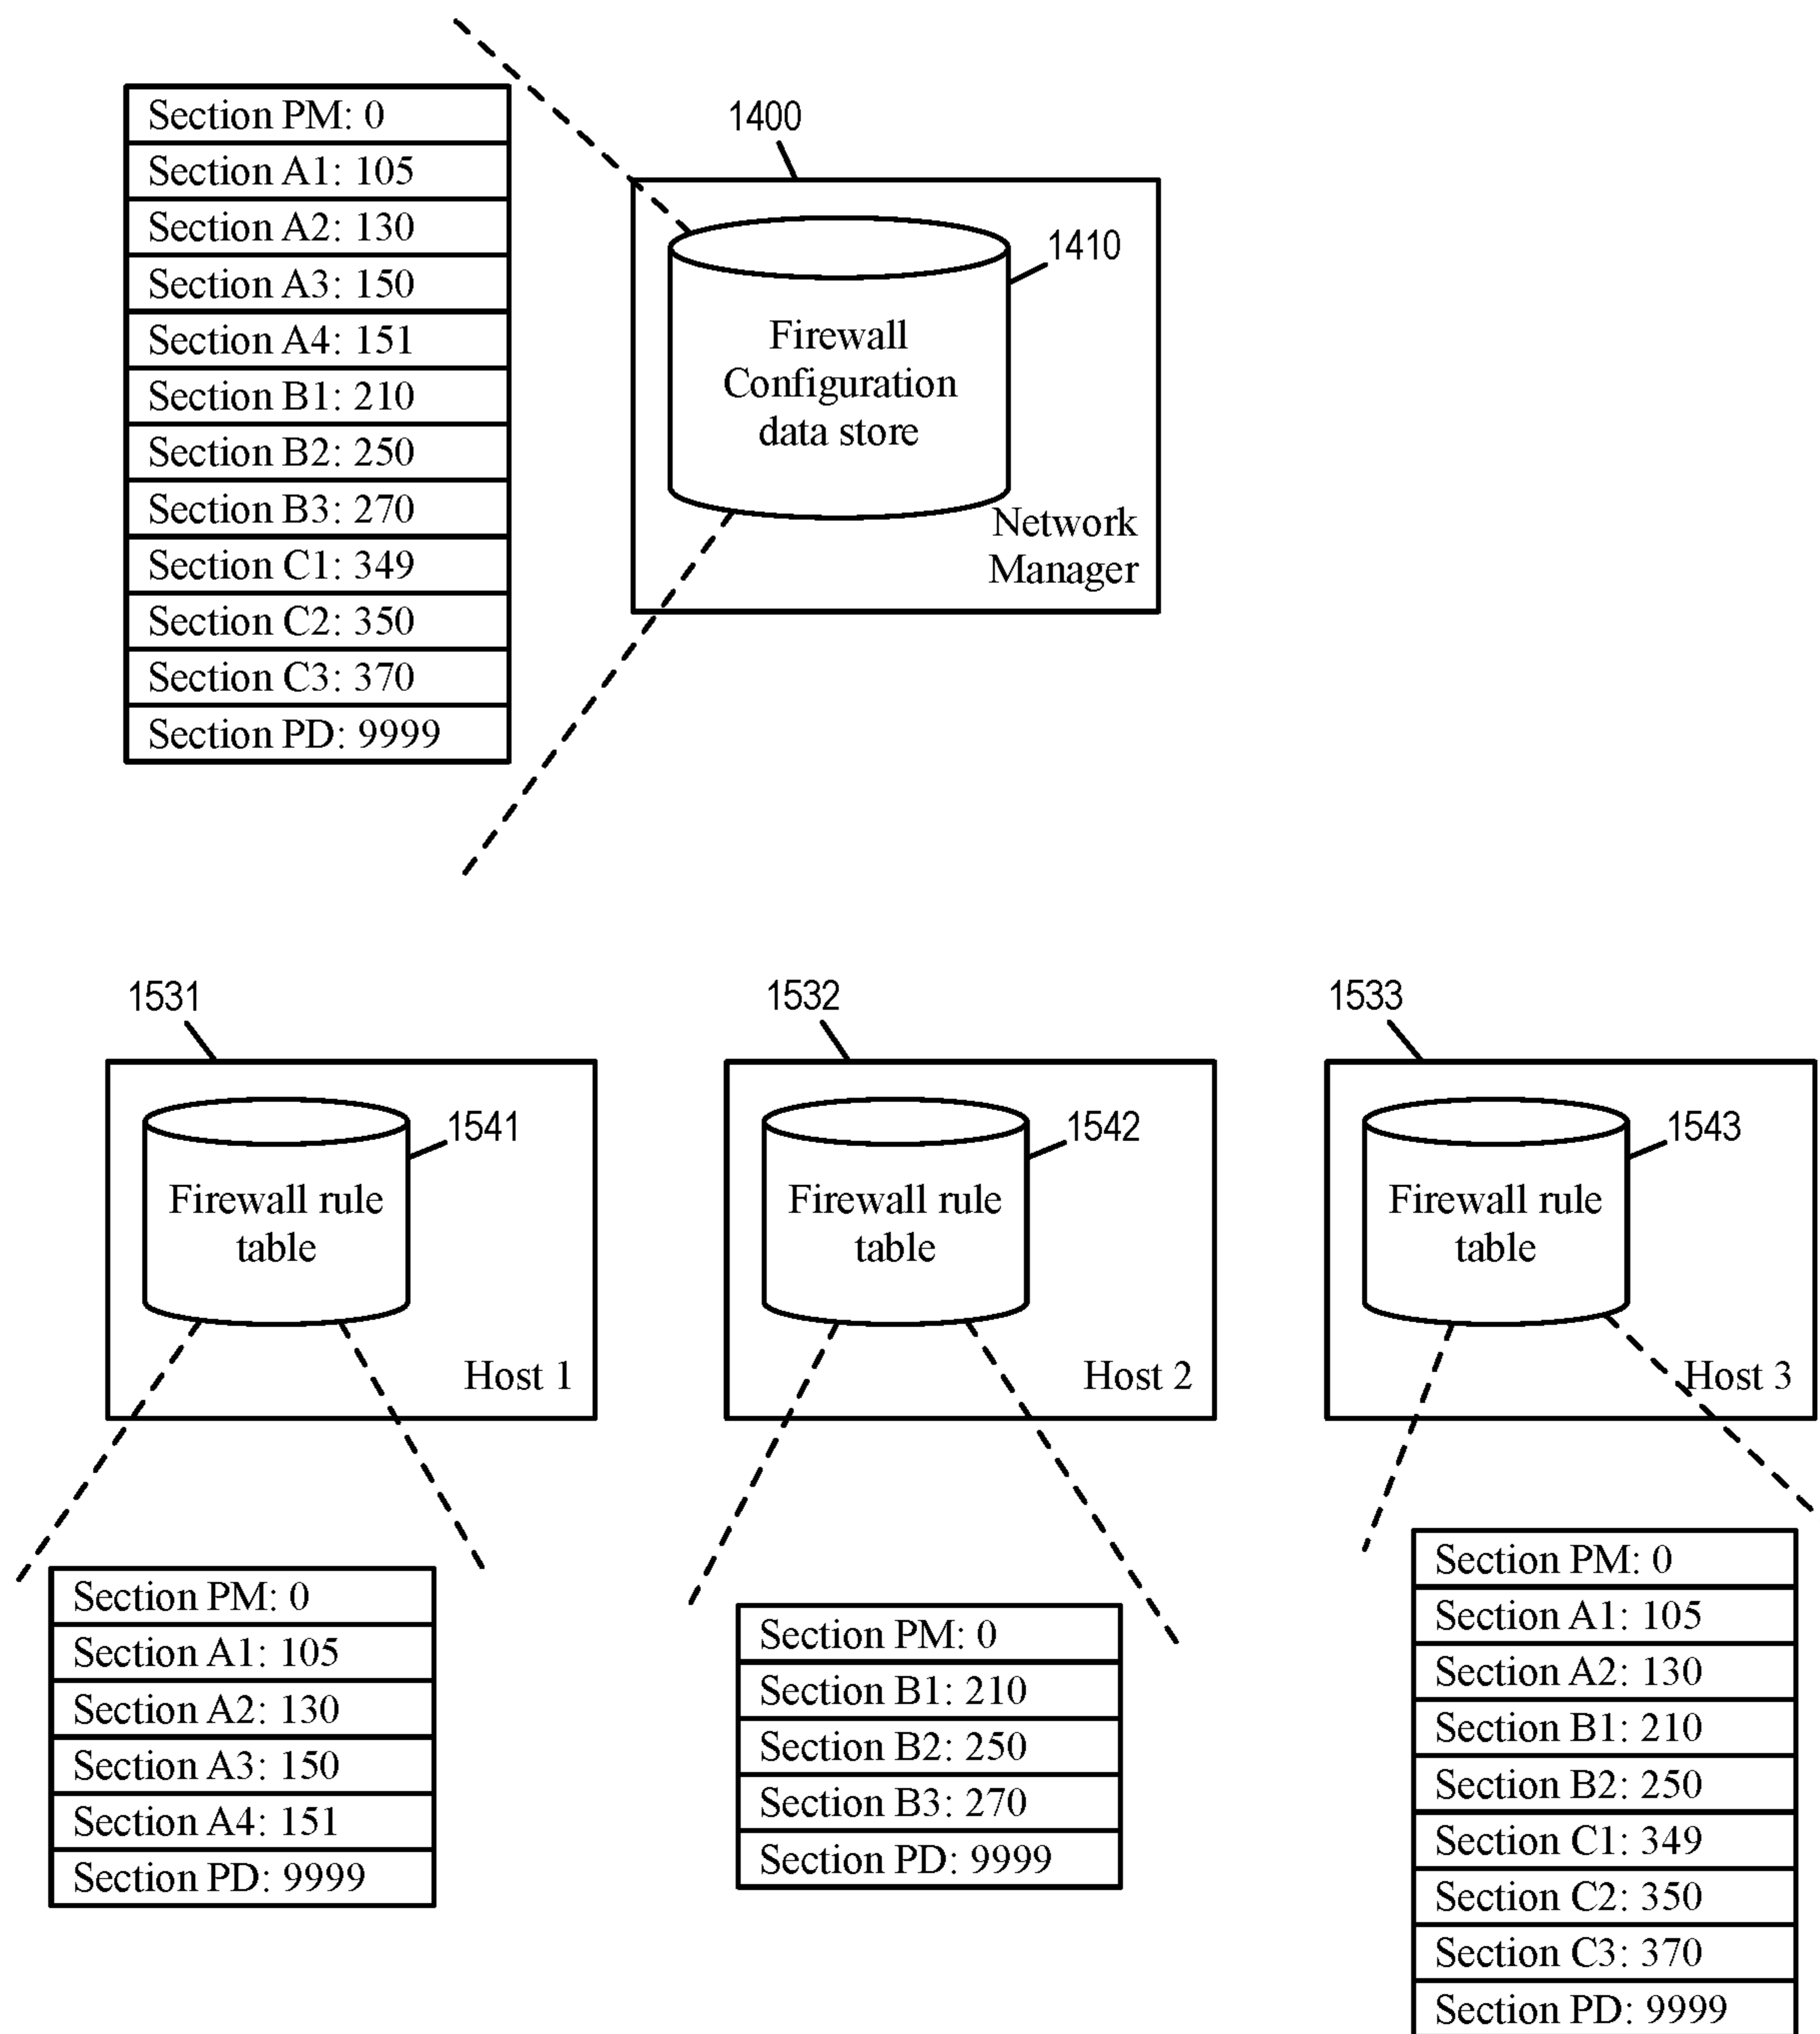 Section PM: 0
Section A1: 105
Section A2: 130
Section A3: 150
Section A4: 151
Section B1: 210
Section B2: 250
Section B3: 270
Section C1: 349
Section C2: 350
Section C3: 370
Section PD: 9999
1400
1410
Firewall
Configuration
data store
Network
Manager
1531
1541
Firewall rule
table
Host 1
1532
1542
Firewall rule
table
Host 2
1533
1543
Firewall rule
table
Host 3
Section PM: 0
Section A1: 105
Section A2: 130
Section A3: 150
Section A4: 151
Section PD: 9999
Section PM: 0
Section B1: 210
Section B2: 250
Section B3: 270
Section PD: 9999
Section PM: 0
Section A1: 105
Section A2: 130
Section B1: 210
Section B2: 250
Section C1: 349
Section C2: 350
Section C3: 370
Section PD: 9999